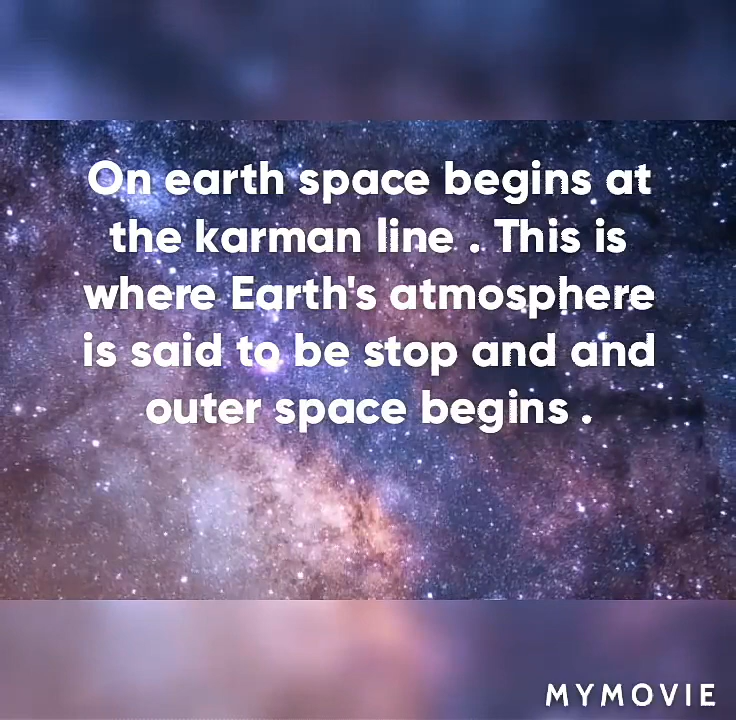 On earth space begins at
the karman line . This is
where Earth's atmosphere
is said to be stop and and
outer space begins .
MYMOVIE